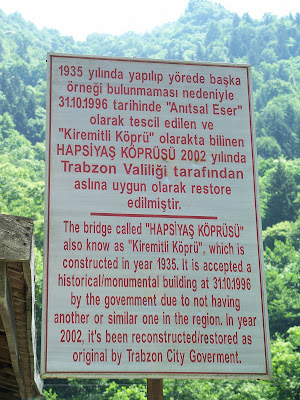 1935 yılında yapılıp yörede başka
örneği bulunmaması nedeniyle
31.10.1996 tarihinde "Anıtsal Eser"
olarak tescil edilen ve
"Kiremitli Köprü" olarakta bilinen
HAPSİYAŞ KÖPRÜSÜ 2002 yılında
Trabzon Valiliği tarafından
aslına uygun olarak restore
edilmiştir.
The bridge called "HAPSİYAŞ KÖPRÜSÜ"
also know as "Kiremitli Köprü", which is
constructed in year 1935. It is accepted a
historical/monumental building at 31.10.1996
by the govemment due to not having
another or similar one in the region. In year
2002, it's been reconstructed/restored as
original by Trabzon City Goverment.